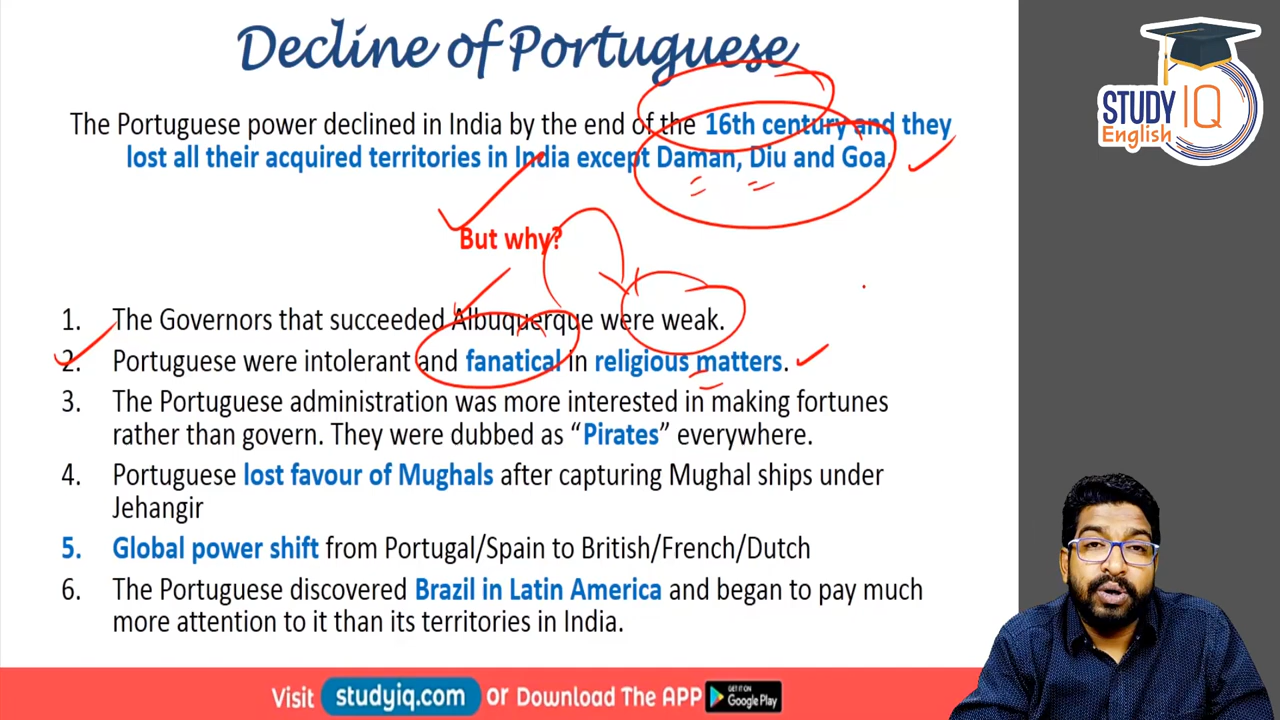 Decline of Portuguese
STUDY IQ
English
The Portuguese power declined in India by the end of the 16th century and they
lost all their acquired territories in India except Daman, Diu and Goa.
But why?
1. The Governors that succeeded Albuquerque were weak.
2. Portuguese were intolerant and fanatical in religious matters.
3. The Portuguese administration was more interested in making fortunes
rather than govern. They were dubbed as “Pirates” everywhere.
4. Portuguese lost favour of Mughals after capturing Mughal ships under
Jehangir
5. Global power shift from Portugal/Spain to British/French/Dutch
6. The Portuguese discovered Brazil in Latin America and began to pay much
more attention to it than its territories in India.
Visit studyiq.com or Download The APP GET IT ON Google Play